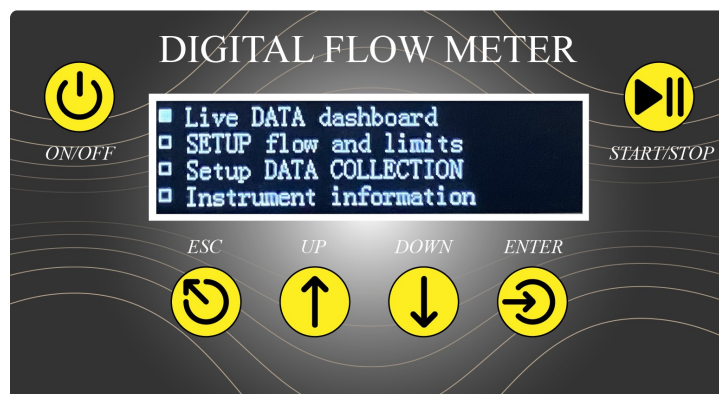 DIGITAL FLOW METER
Live DATA dashboard
SETUP flow and limits
Setup DATA COLLECTION
Instrument information
ON/OFF
START/STOP
ESC
UP
DOWN
ENTER